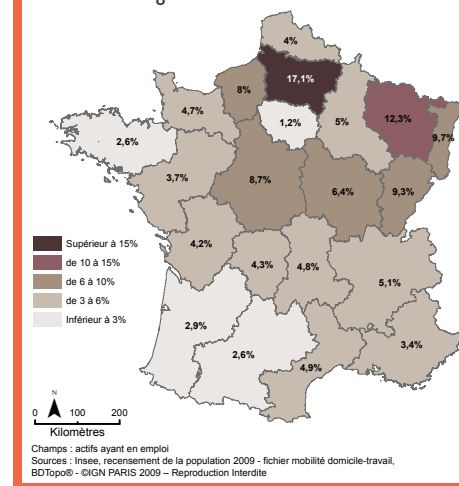 4%
17,1%
8%
4,7%
1,2%
5%
12,3%
9,7%
2,6%
3,7%
8,7%
6,4%
9,3%
4,2%
4,3%
4,8%
5,1%
2,9%
2,6%
4,9%
3,4%
Supérieur à 15%
de 10 à 15%
de 6 à 10%
de 3 à 6%
Inférieur à 3%
N
0 100 200
Kilomètres
Champs : actifs ayant en emploi
Sources : Insee, recensement de la population 2009 - fichier mobilité domicile-travail,
BDTopo® - ©IGN PARIS 2009 – Reproduction Interdite